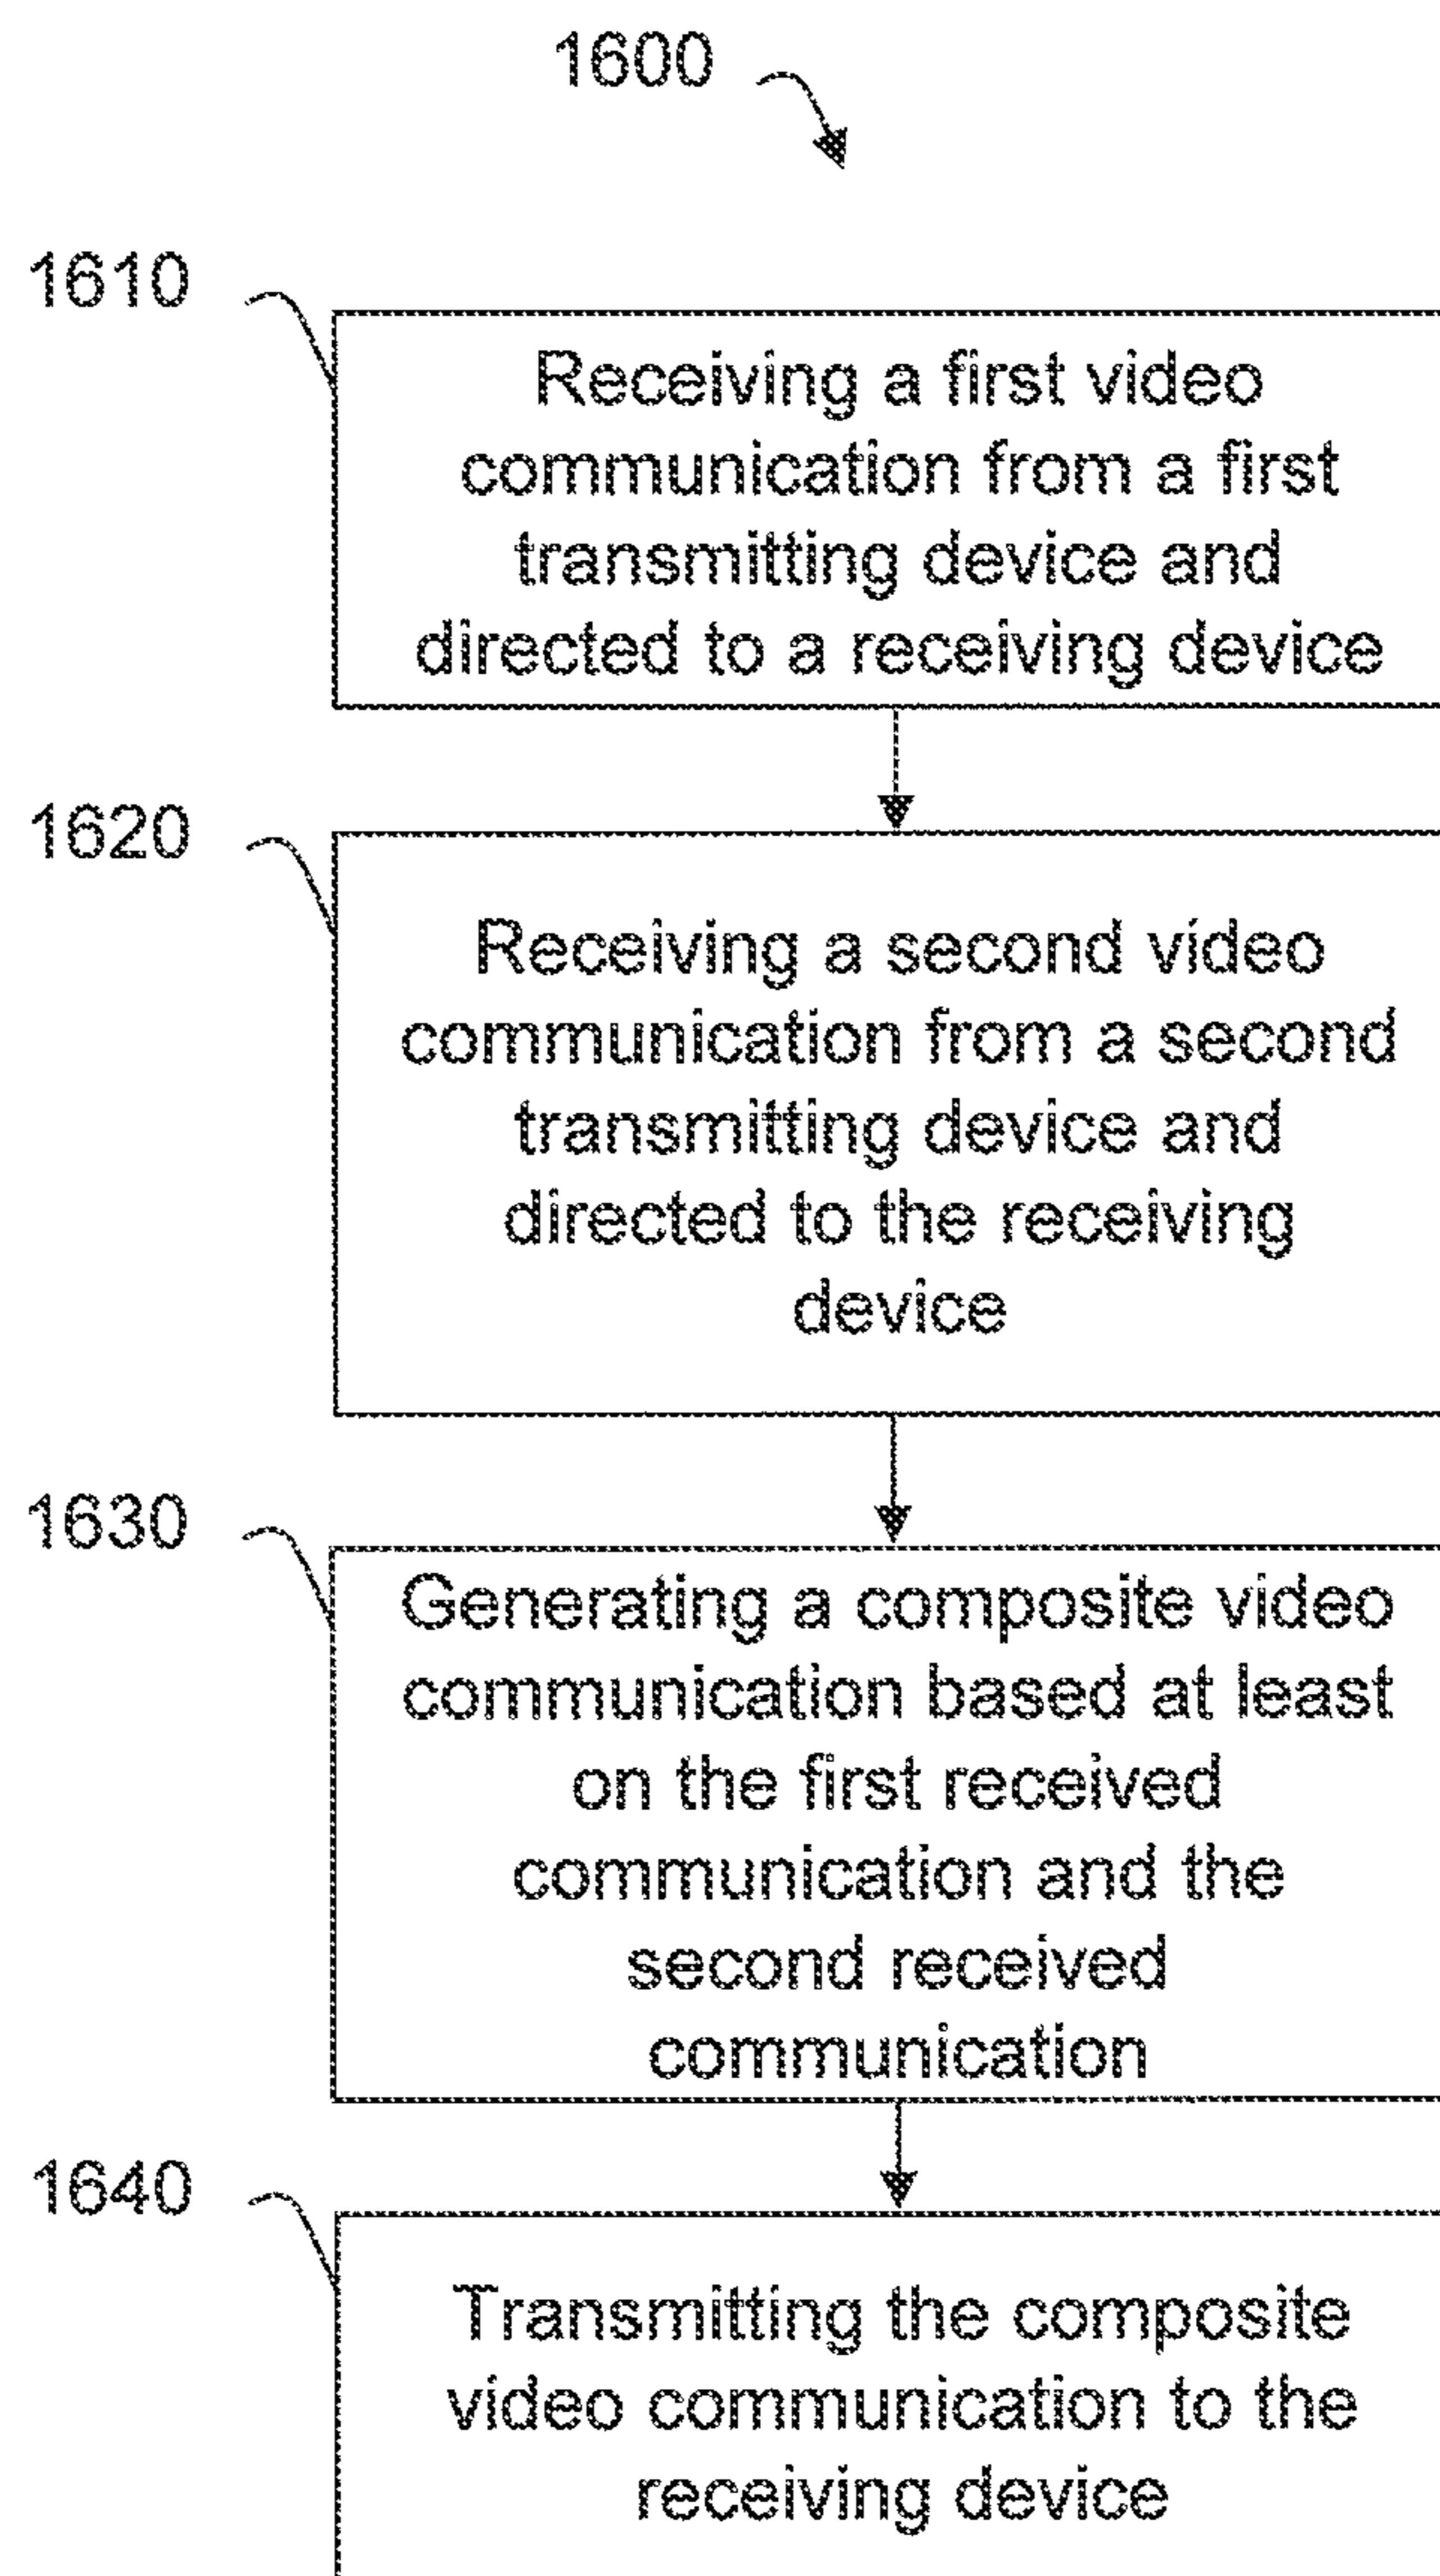 1600
1610
Receiving a first video
communication from a first
transmitting device and
directed to a receiving device
1620
Receiving a second video
communication from a second
transmitting device and
directed to the receiving
device
1630
Generating a composite video
communication based at least
on the first received
communication and the
second received
communication
1640
Transmitting the composite
video communication to the
receiving device